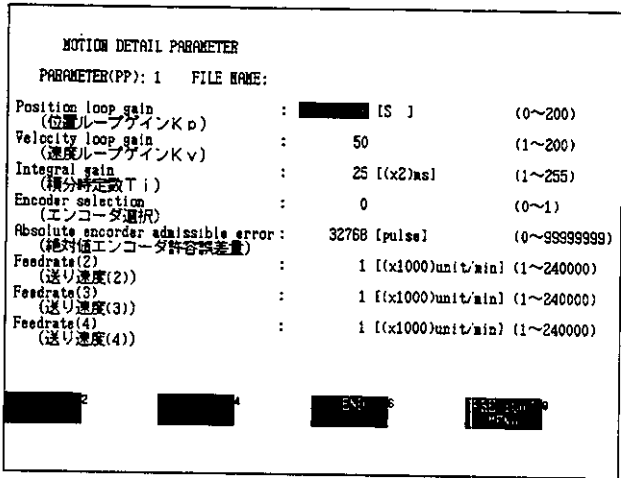 MOTION DETAIL PARAMETER
PARAMETER(PP): 1 FILE NAME:
Position loop gain : [S ] (0～200)
(位置ループゲインKp)
Velocity loop gain : 50 (1～200)
(速度ループゲインKv)
Integral gain : 25 [(x2)ms] (1～255)
(積分時定数Ti)
Encoder selection : 0 (0～1)
(エンコーダ選択)
Absolute encorder admissible error : 32768 [pulse] (0～99999999)
(絶対値エンコーダ許容誤差量)
Feedrate(2) : 1 [(x1000)unit/min] (1～240000)
(送り速度(2))
Feedrate(3) : 1 [(x1000)unit/min] (1～240000)
(送り速度(3))
Feedrate(4) : 1 [(x1000)unit/min] (1～240000)
(送り速度(4))
2 4 END 6
MENU